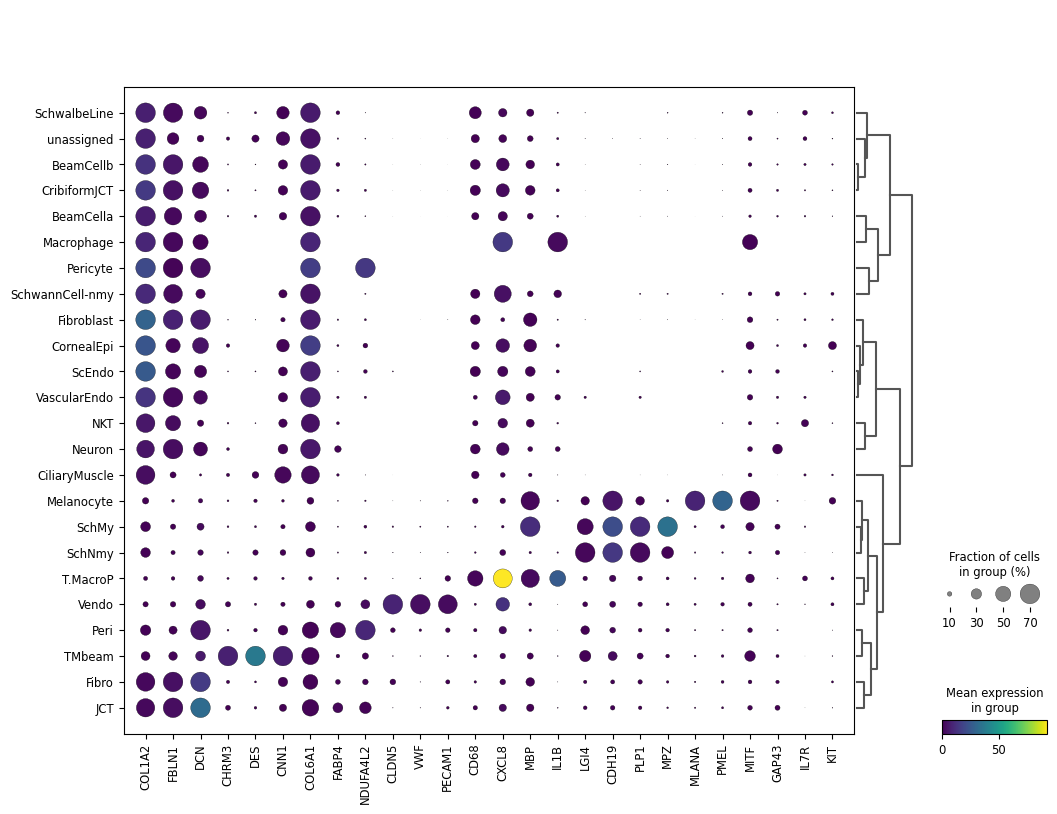 SchwalbeLine
unassigned
BeamCellb
CribiformJCT
BeamCella
Macrophage
Pericyte
SchwannCell-nmy
Fibroblast
CornealEpi
ScEndo
VascularEndo
NKT
Neuron
CiliaryMuscle
Melanocyte
SchMy
SchNmy
T.MacroP
Vendo
Peri
TMbeam
Fibro
JCT
COL1A2
FBLN1
DCN
CHRM3
DES
CNN1
COL6A1
FABP4
NDUFA4L2
CLDN5
VWF
PECAM1
CD68
CXCL8
MBP
IL1B
LGI4
CDH19
PLP1
MPZ
MLANA
PMEL
MITF
GAP43
IL7R
KIT
Fraction of cells
in group (%)
10 30 50 70
Mean expression
in group
0 50